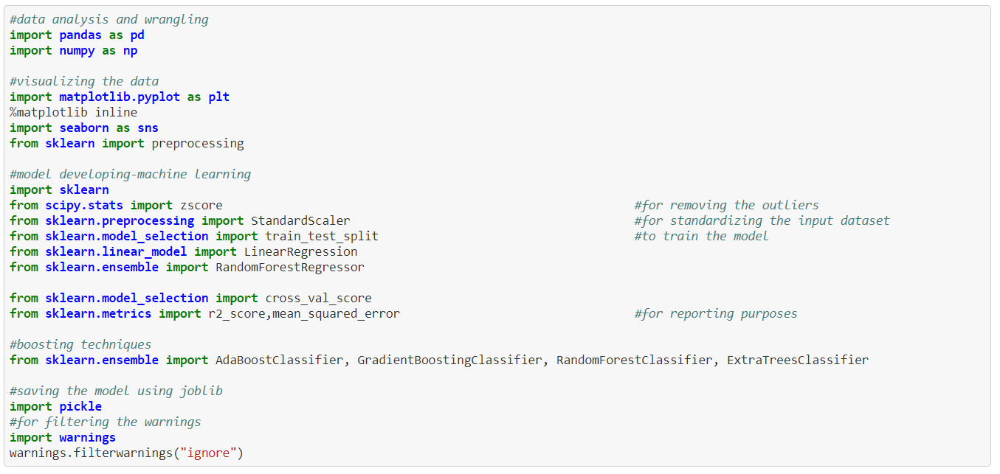 #data analysis and wrangling
import pandas as pd
import numpy as np

#visualizing the data
import matplotlib.pyplot as plt
%matplotlib inline
import seaborn as sns
from sklearn import preprocessing

#model developing-machine learning
import sklearn
from scipy.stats import zscore #for removing the outliers
from sklearn.preprocessing import StandardScaler #for standardizing the input dataset
from sklearn.model_selection import train_test_split #to train the model
from sklearn.linear_model import LinearRegression
from sklearn.ensemble import RandomForestRegressor

from sklearn.model_selection import cross_val_score
from sklearn.metrics import r2_score,mean_squared_error #for reporting purposes

#boosting techniques
from sklearn.ensemble import AdaBoostClassifier, GradientBoostingClassifier, RandomForestClassifier, ExtraTreesClassifier

#saving the model using joblib
import pickle
#for filtering the warnings
import warnings
warnings.filterwarnings("ignore")